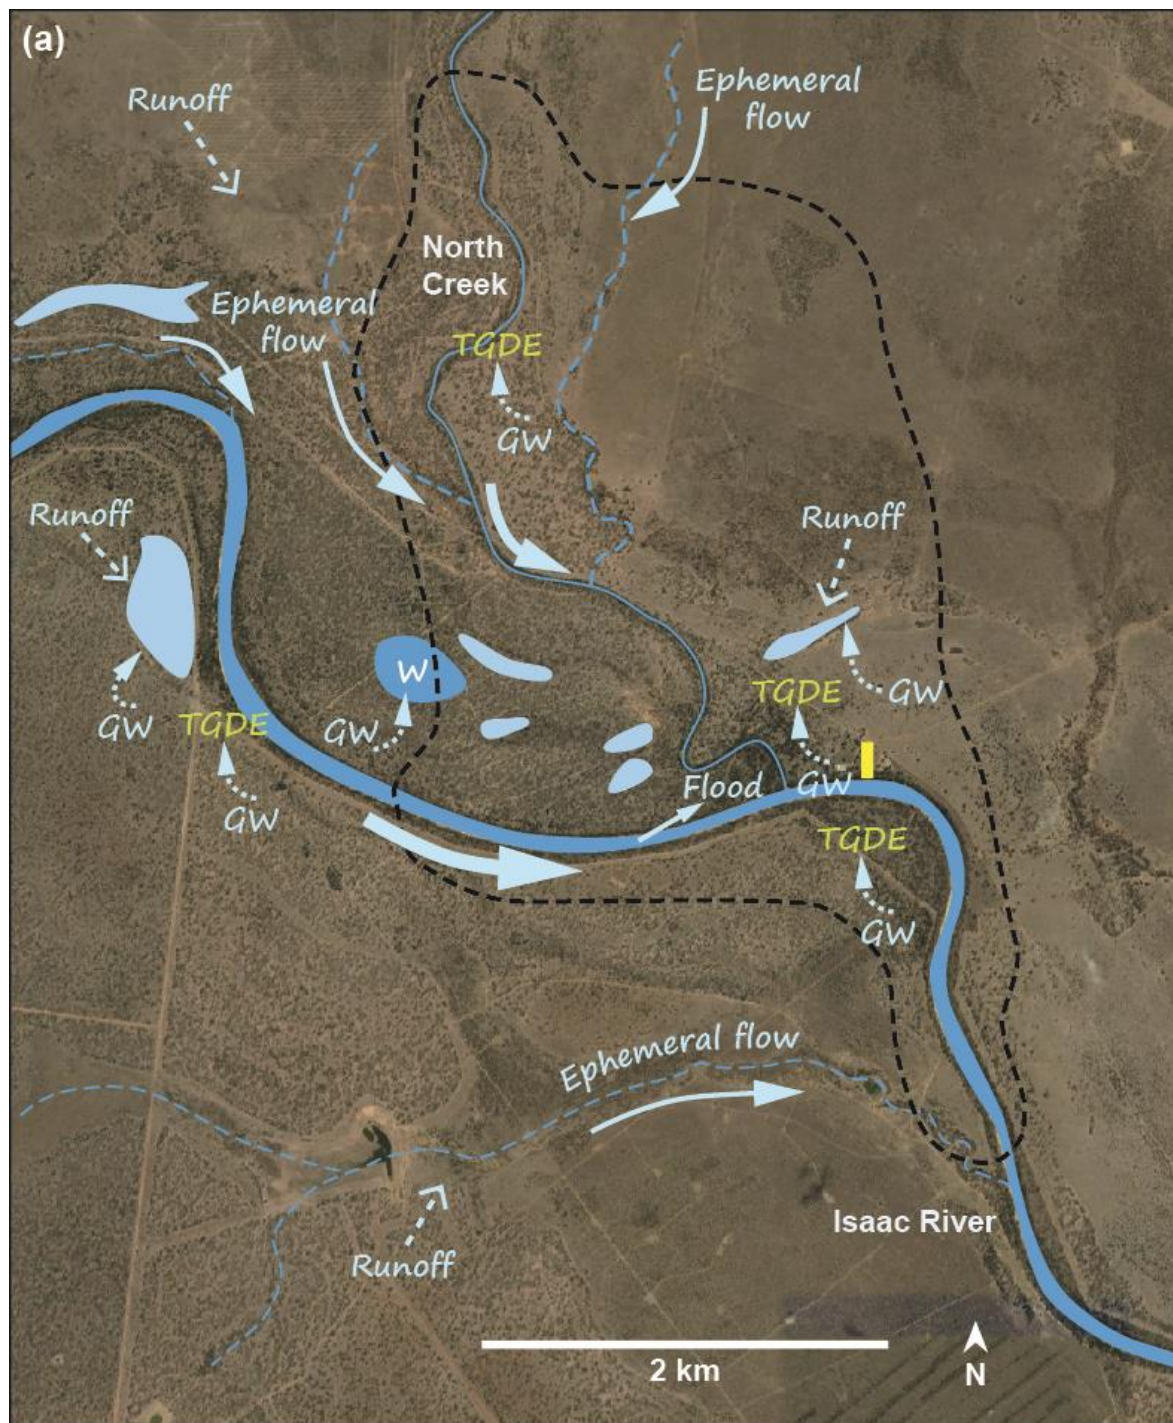 (a)
Runoff
Ephemeral
flow
North
Creek
Ephemeral
flow
TGDE
GW
Runoff
Runoff
W
GW
TGDE
GW
GW
TGDE
GW
Flood
GW
TGDE
GW
Ephemeral flow
Runoff
Isaac River
2 km
N